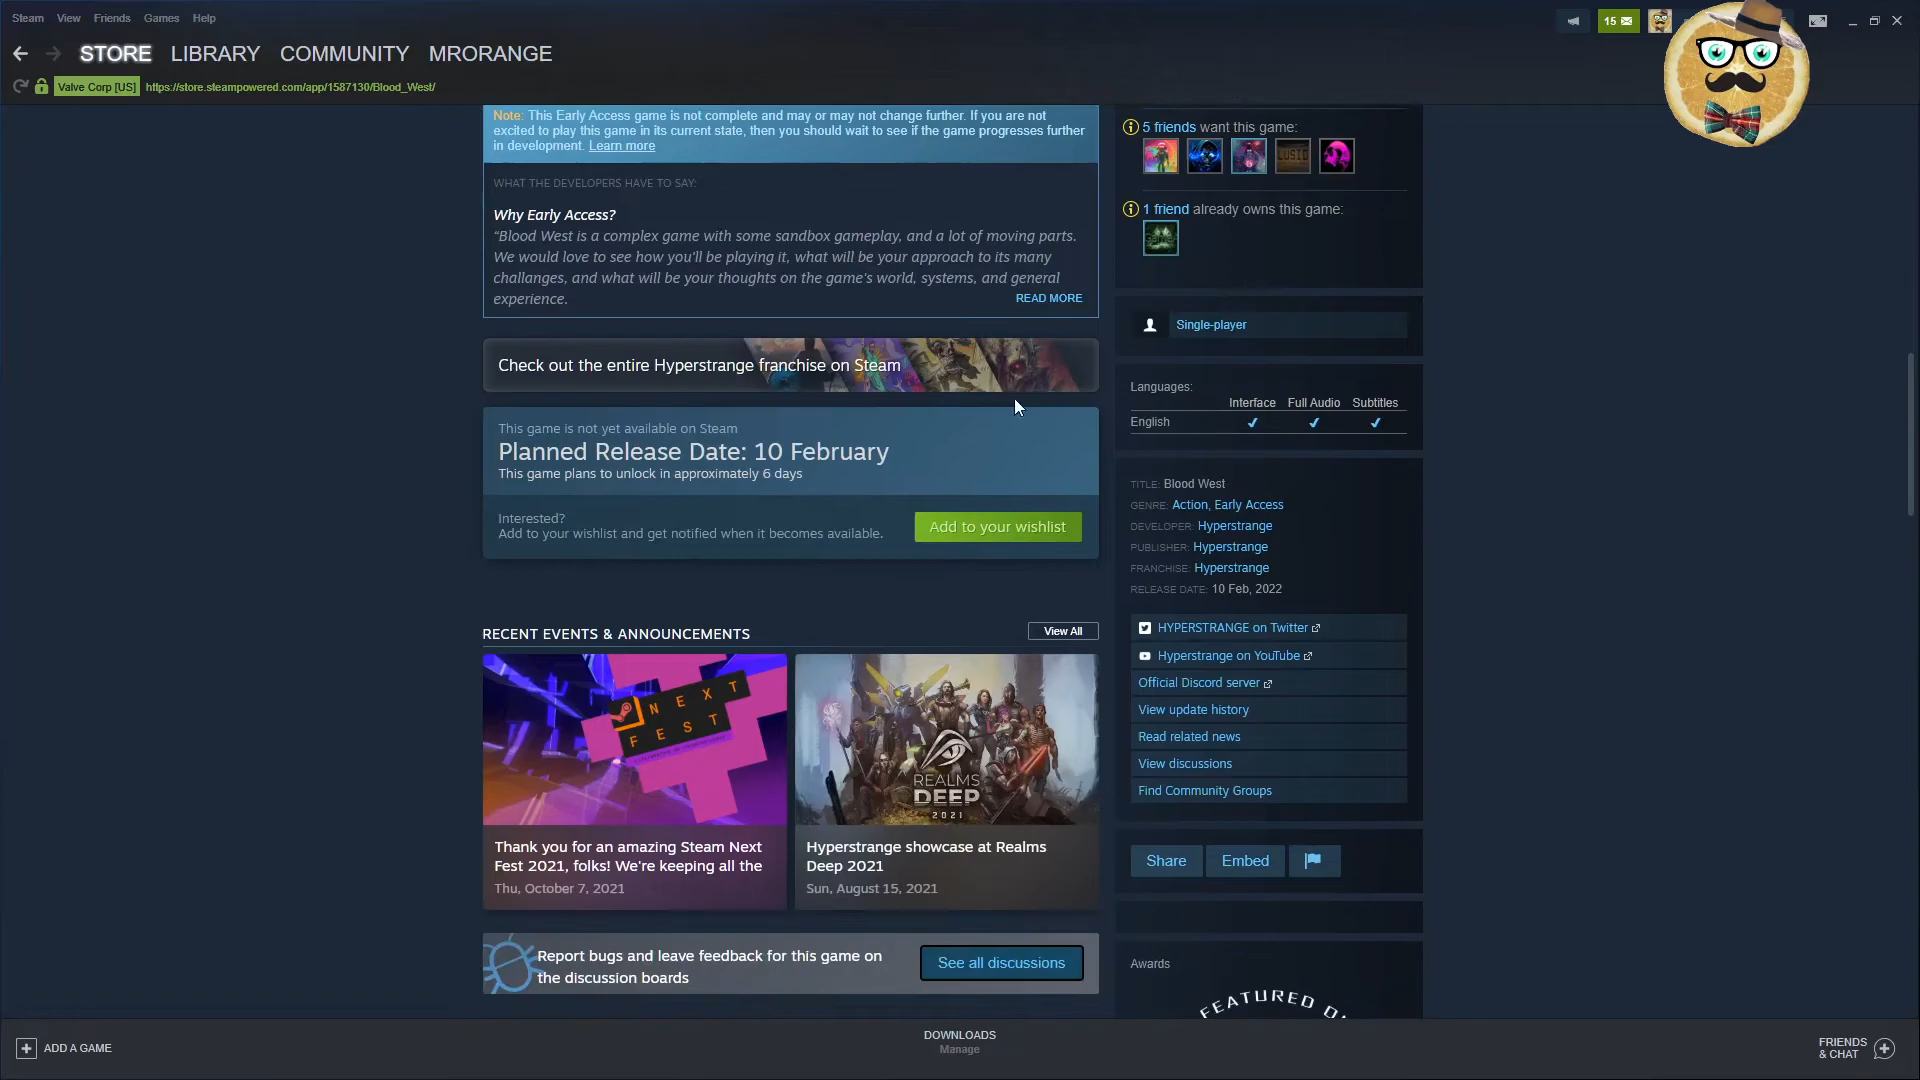 Steam View Friends Games Help
15
STORE LIBRARY COMMUNITY MRORANGE
Valve Corp [US] https://store.steampowered.com/app/1587130/Blood_West/
Note: This Early Access game is not complete and may or may not change further. If you are not
excited to play this game in its current state, then you should wait to see if the game progresses further
in development. Learn more
WHAT THE DEVELOPERS HAVE TO SAY:
Why Early Access?
“Blood West is a complex game with some sandbox gameplay, and a lot of moving parts.
We would love to see how you'll be playing it, what will be your approach to its many
challanges, and what will be your thoughts on the game's world, systems, and general
experience.
READ MORE
Check out the entire Hyperstrange franchise on Steam
This game is not yet available on Steam
Planned Release Date: 10 February
This game plans to unlock in approximately 6 days
Interested?
Add to your wishlist and get notified when it becomes available.
Add to your wishlist
RECENT EVENTS & ANNOUNCEMENTS
View All
NEXT
FEST
Thank you for an amazing Steam Next
Fest 2021, folks! We're keeping all the
Thu, October 7, 2021
REALMS
DEEP
2021
Hyperstrange showcase at Realms
Deep 2021
Sun, August 15, 2021
Report bugs and leave feedback for this game on
the discussion boards
See all discussions
5 friends want this game:
1 friend already owns this game:
Single-player
Languages:
Interface Full Audio Subtitles
English
TITLE: Blood West
GENRE: Action, Early Access
DEVELOPER: Hyperstrange
PUBLISHER: Hyperstrange
FRANCHISE: Hyperstrange
RELEASE DATE: 10 Feb, 2022
HYPERSTRANGE on Twitter
Hyperstrange on YouTube
Official Discord server
View update history
Read related news
View discussions
Find Community Groups
Share Embed
Awards
FEATURED
ADD A GAME
DOWNLOADS
Manage
FRIENDS
& CHAT